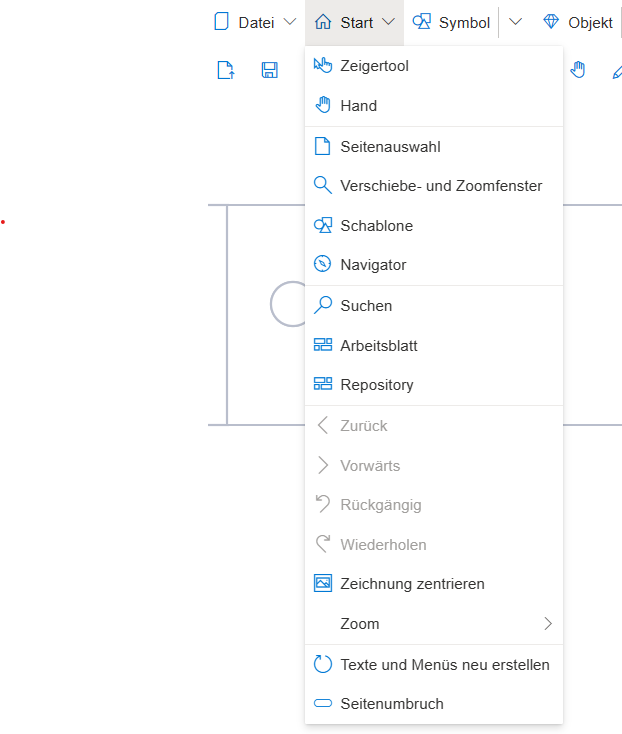 Datei Start Symbol Objekt
Zeigertool
Hand
Seitenauswahl
Verschiebe- und Zoomfenster
Schablone
Navigator
Suchen
Arbeitsblatt
Repository
Zurück
Vorwärts
Rückgängig
Wiederholen
Zeichnung zentrieren
Zoom
Texte und Menüs neu erstellen
Seitenumbruch